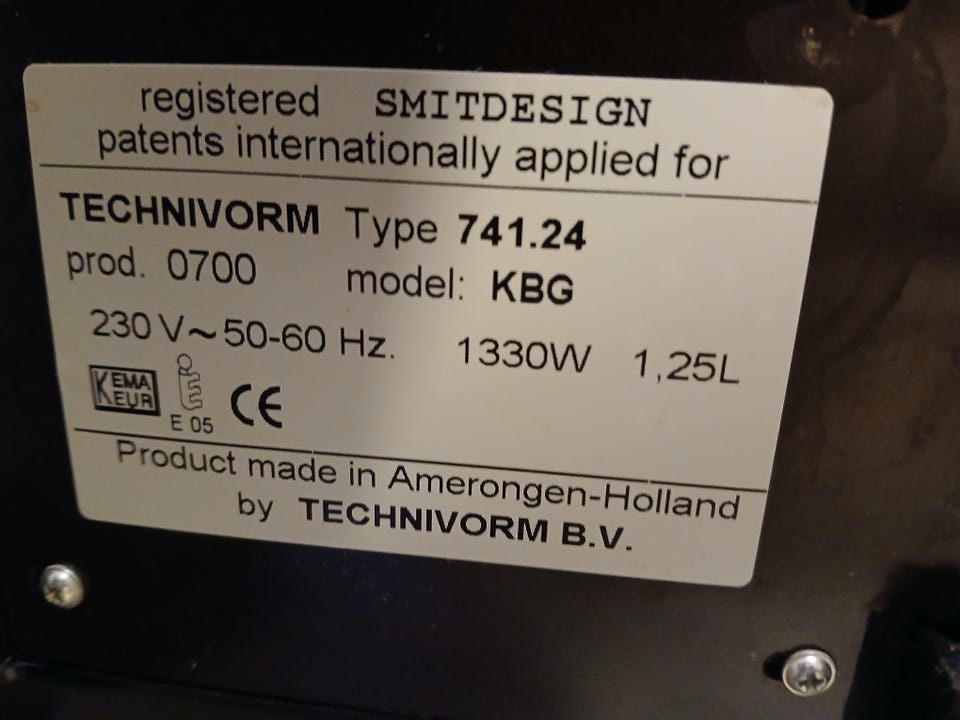 registered SMITDESIGN
patents internationally applied for
TECHNIVORM Type 741.24
prod. 0700 model: KBG
230 V~50-60 Hz. 1330W 1,25L
KEMA
KEUR
E 05 CE
Product made in Amerongen-Holland
by TECHNIVORM B.V.